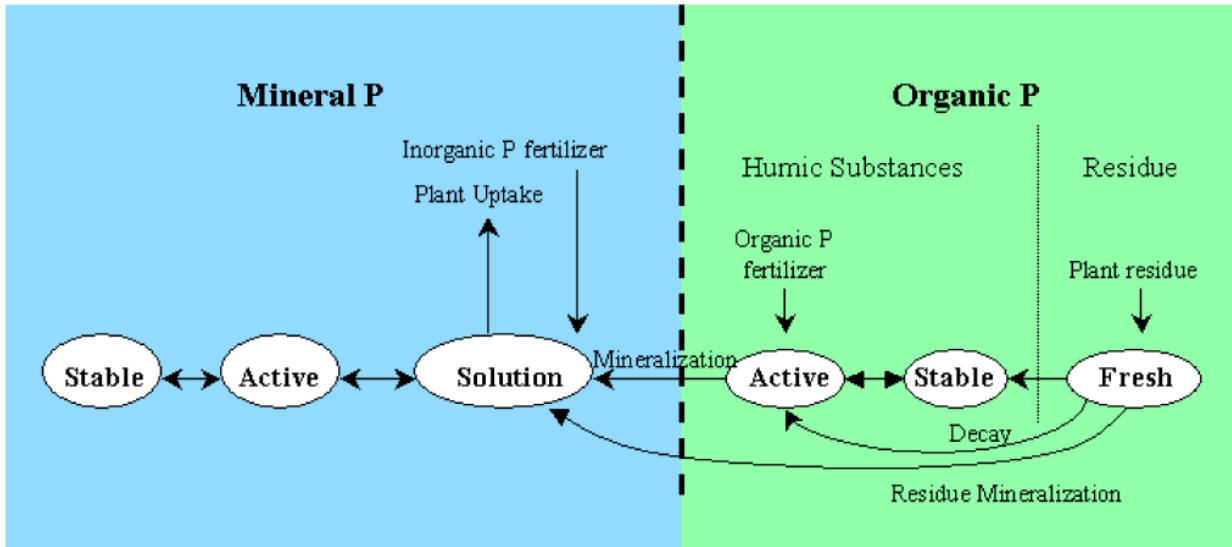 Mineral P
Organic P
Inorganic P fertilizer
Plant Uptake
Humic Substances
Residue
Organic P
fertilizer
Plant residue
Mineralization
Stable
Active
Solution
Active
Stable
Fresh
Decay
Residue Mineralization